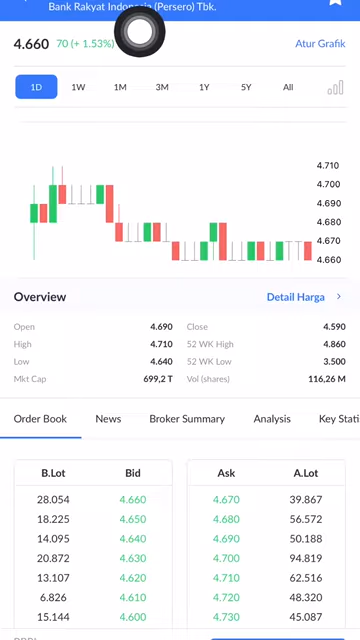 Bank Rakyat Indonesia (Persero) Tbk.
4.660 70 (+ 1.53%) Atur Grafik
1D 1W 1M 3M 1Y 5Y All
4.710
4.700
4.690
4.680
4.670
4.660
Overview Detail Harga
Open 4.690 Close 4.590
High 4.710 52 WK High 4.860
Low 4.640 52 WK Low 3.500
Mkt Cap 699,2 T Vol (shares) 116,26 M
Order Book News Broker Summary Analysis Key Stati
B.Lot Bid Ask A.Lot
28.054 4.660 4.670 39.867
18.225 4.650 4.680 56.572
14.095 4.640 4.690 50.188
20.872 4.630 4.700 94.819
13.107 4.620 4.710 62.516
6.826 4.610 4.720 48.320
15.144 4.600 4.730 45.087